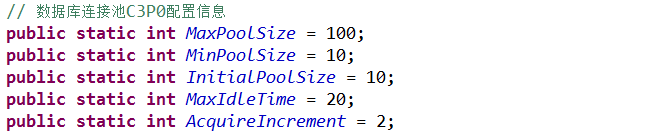 // 数据库连接池C3P0配置信息
public static int MaxPoolSize = 100;
public static int MinPoolSize = 10;
public static int InitialPoolSize = 10;
public static int MaxIdleTime = 20;
public static int AcquireIncrement = 2;